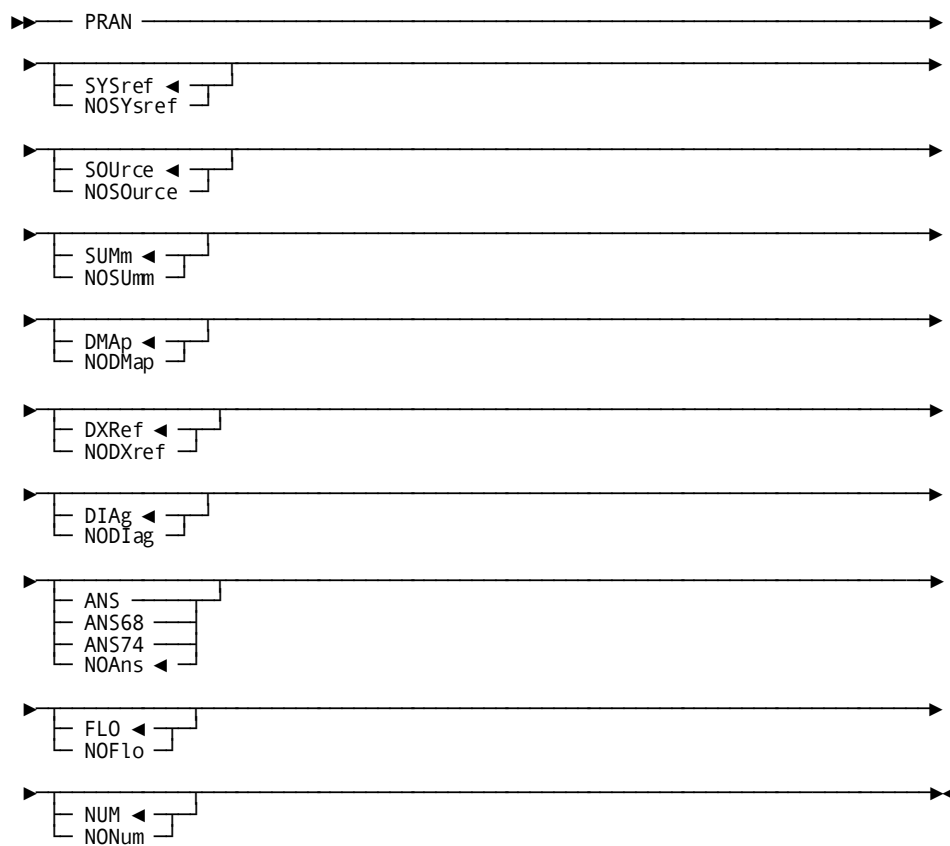 PRAN
SYSref
NOSYsref
SOUrce
NOSOurce
SUMm
NOSUmm
DMAp
NODMap
DXRef
NODXref
DIAg
NODIag
ANS
ANS68
ANS74
NOAns
FLO
NOFlo
NUM
NONum